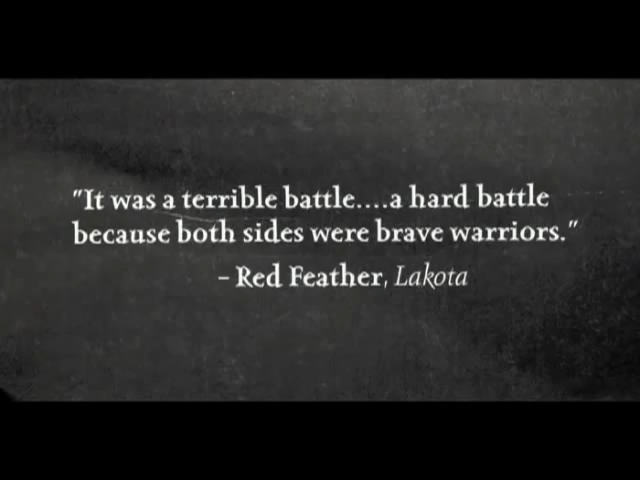 "It was a terrible battle....a hard battle
because both sides were brave warriors."
– Red Feather, Lakota